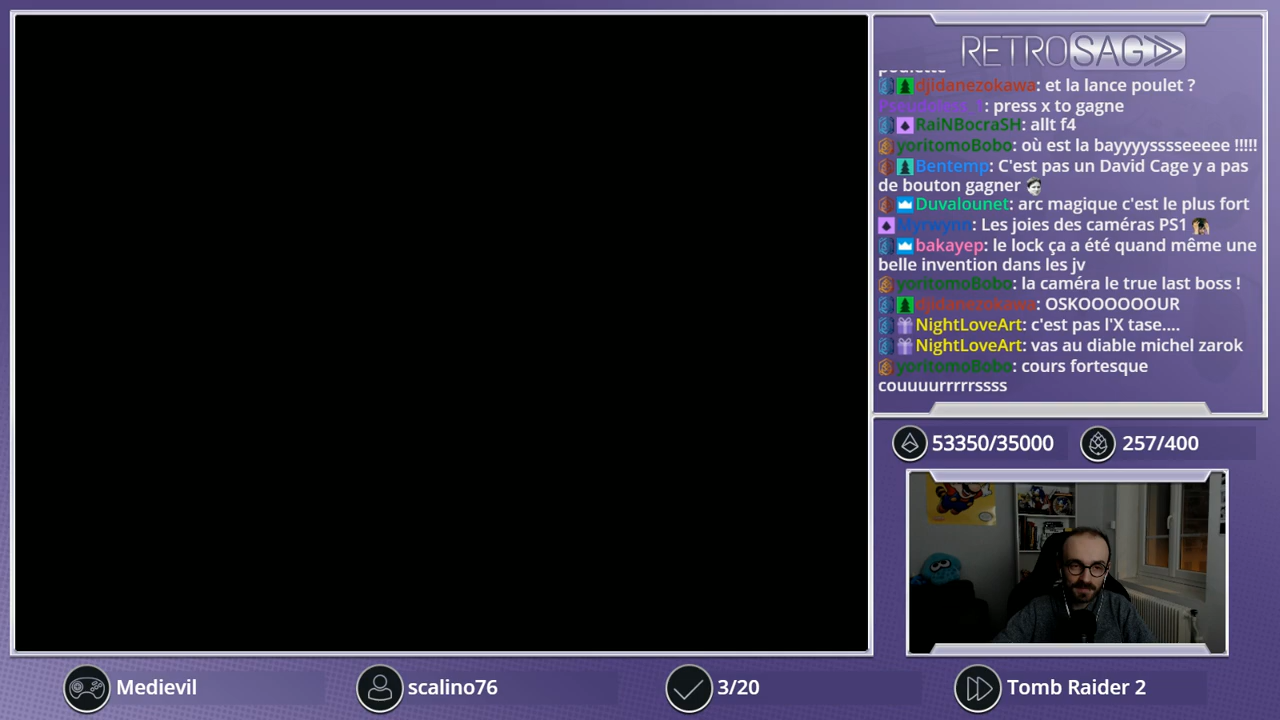 RETROSAG
poulette
djidanezokawa: et la lance poulet ?
: press x to gagne
RaiNBocraSH: allt f4
yoritomoBobo: où est la bayyyysssseeeee !!!!!
Bentemp: C'est pas un David Cage y a pas
de bouton gagner
Duvalounet: arc magique c'est le plus fort
Myrwynn: Les joies des caméras PS1
bakayep: le lock ça a été quand même une
belle invention dans les jv
yoritomoBobo: la caméra le true last boss !
djidanezokawa: OSKOOOOOOUR
NightLoveArt: c'est pas l'X tase....
NightLoveArt: vas au diable michel zarok
yoritomoBobo: cours fortesque
couuuurrrrrssss
53350/35000
257/400
Medievil
scalino76
3/20
Tomb Raider 2